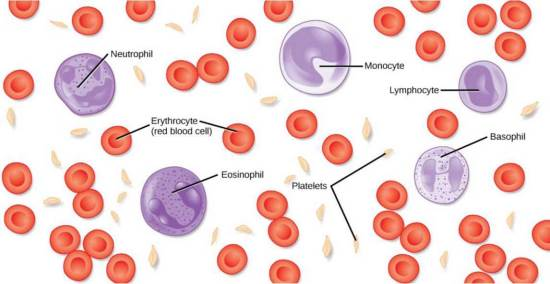 Neutrophil
Monocyte
Lymphocyte
Erythrocyte
(red blood cell)
Basophil
Eosinophil
Platelets